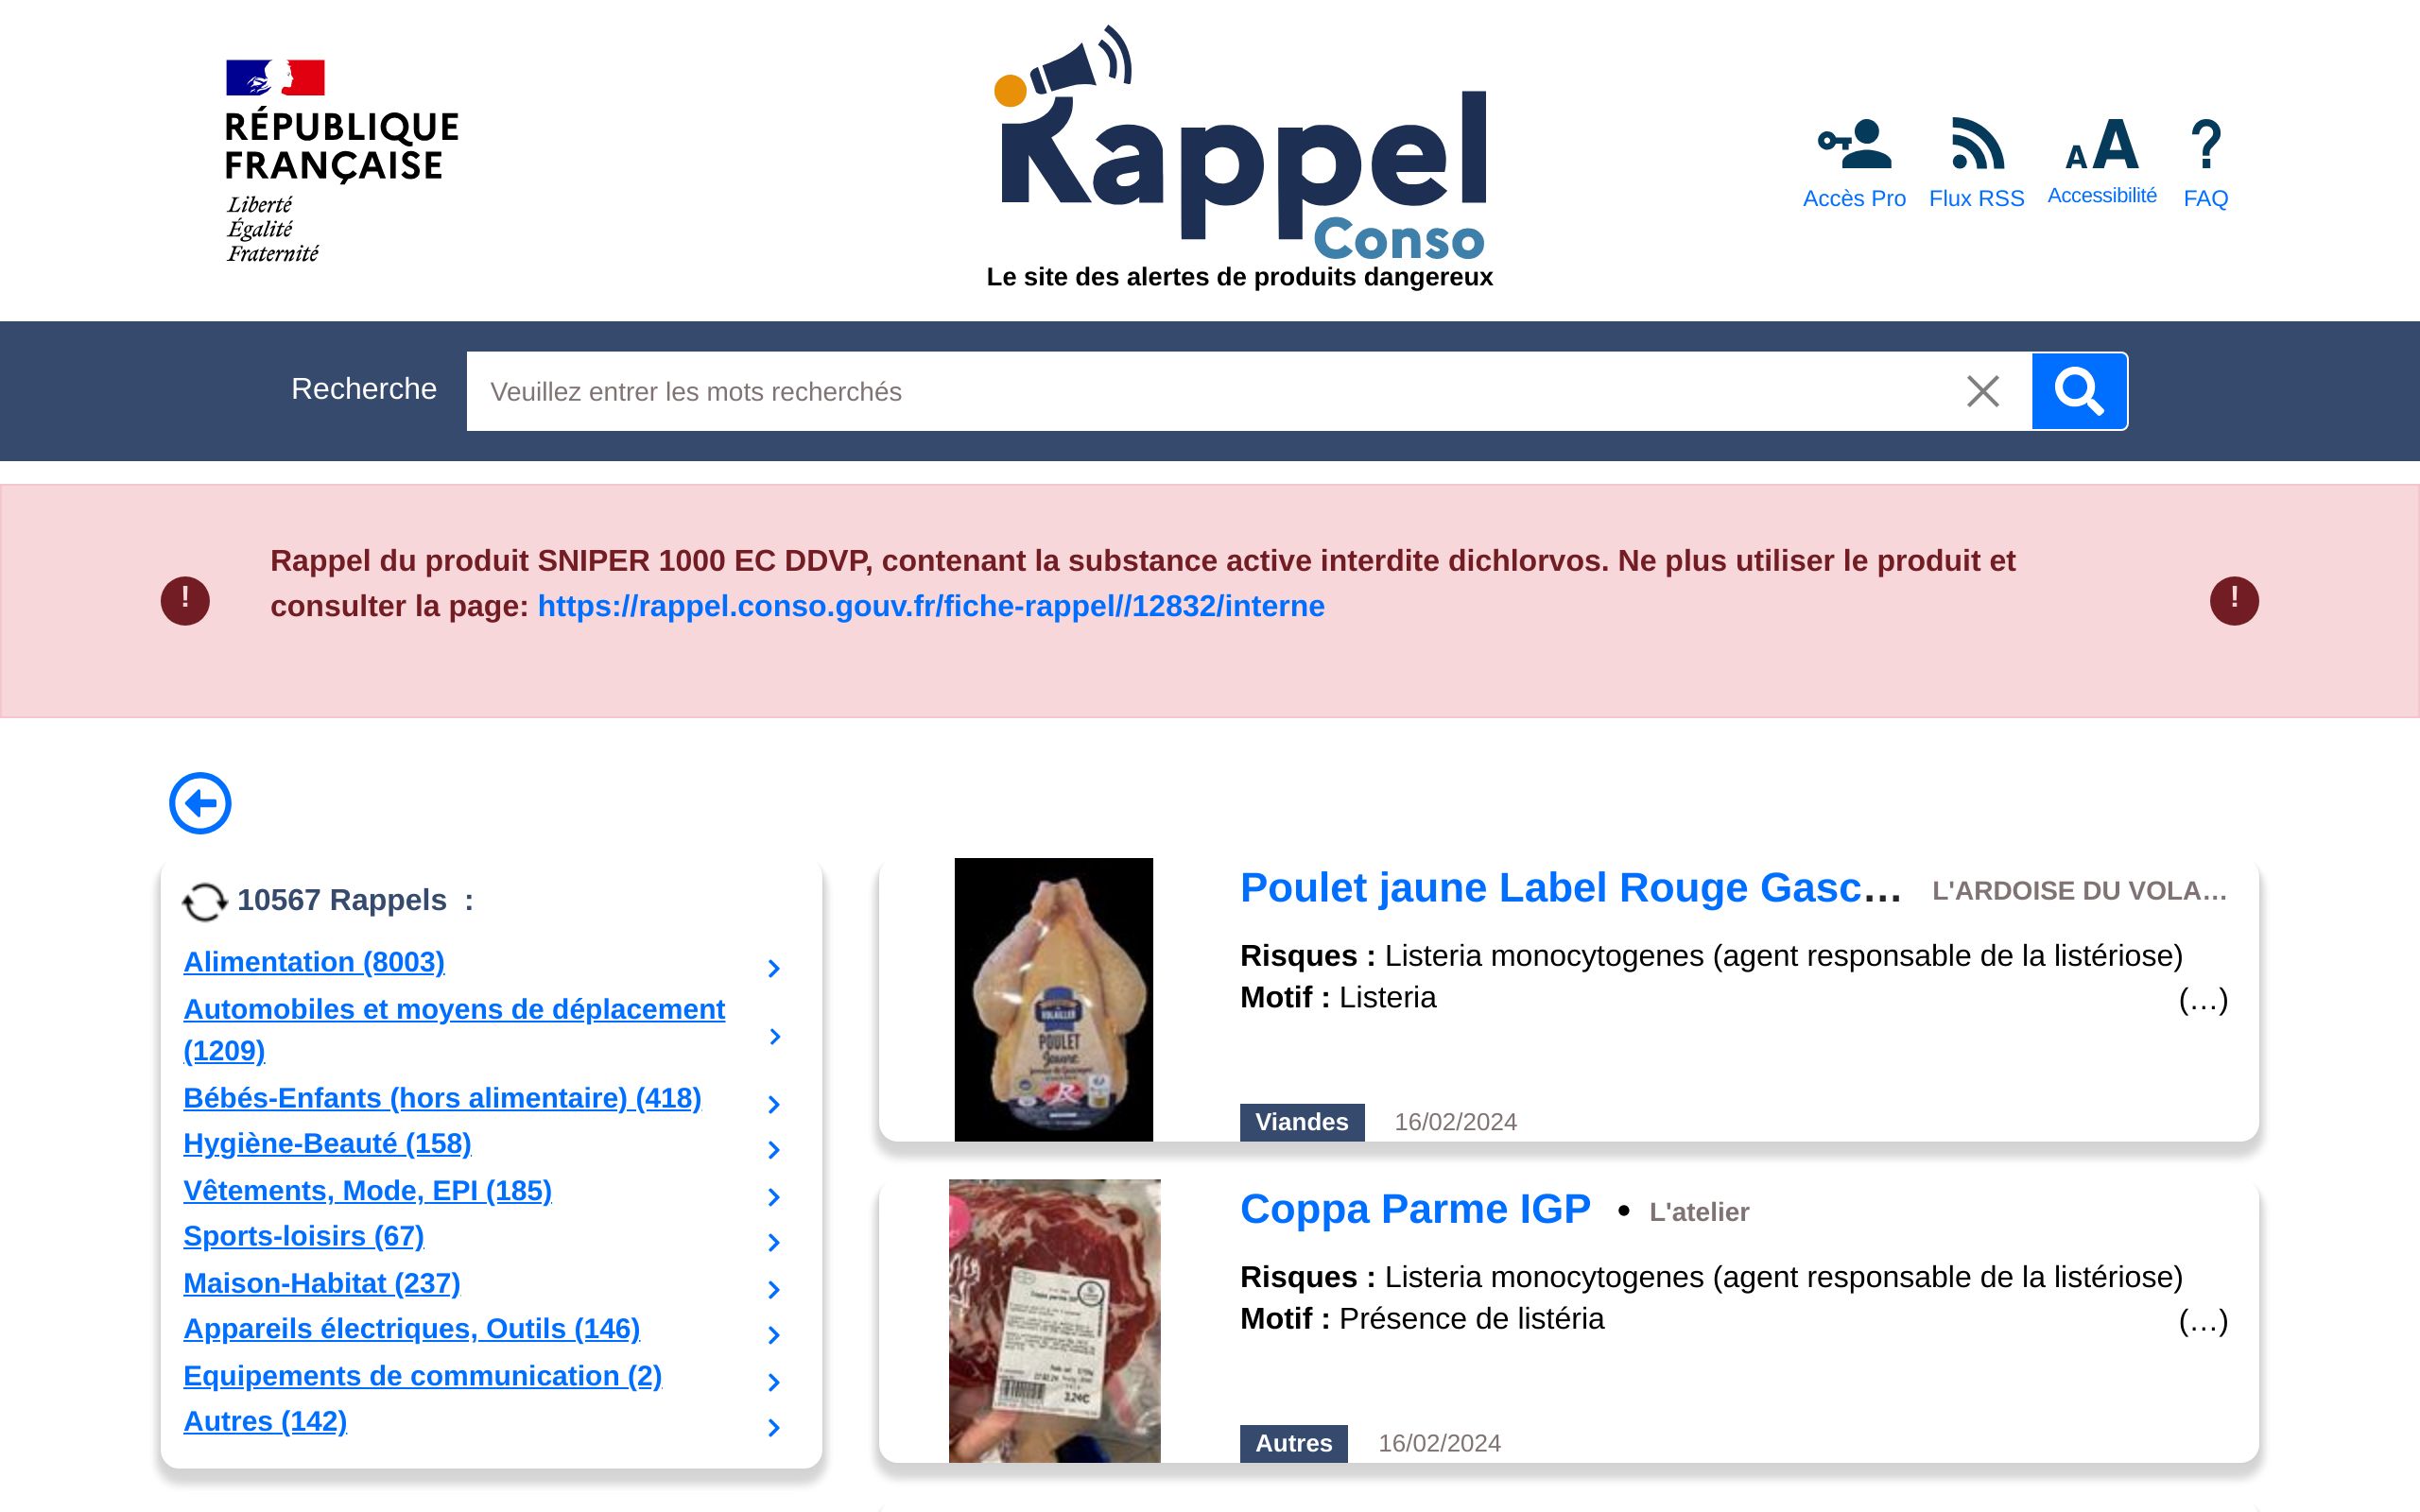 RÉPUBLIQUE
FRANÇAISE
Liberté
Égalité
Fraternité
Rappel
Conso
Le site des alertes de produits dangereux
Accès Pro
Flux RSS
AA
Accessibilité
?
FAQ
Recherche
Veuillez entrer les mots recherchés
!
Rappel du produit SNIPER 1000 EC DDVP, contenant la substance active interdite dichlorvos. Ne plus utiliser le produit et
consulter la page: https://rappel.conso.gouv.fr/fiche-rappel//12832/interne
!
10567 Rappels :
Alimentation (8003)
Automobiles et moyens de déplacement
(1209)
Bébés-Enfants (hors alimentaire) (418)
Hygiène-Beauté (158)
Vêtements, Mode, EPI (185)
Sports-loisirs (67)
Maison-Habitat (237)
Appareils électriques, Outils (146)
Equipements de communication (2)
Autres (142)
POULET
Jaune
Poulet jaune Label Rouge Gasc... L'ARDOISE DU VOLA...
Risques : Listeria monocytogenes (agent responsable de la listériose)
Motif : Listeria (...)
Viandes 16/02/2024
Coppa parme IGP
Coppa Parme IGP • L'atelier
Risques : Listeria monocytogenes (agent responsable de la listériose)
Motif : Présence de listéria (...)
Autres 16/02/2024